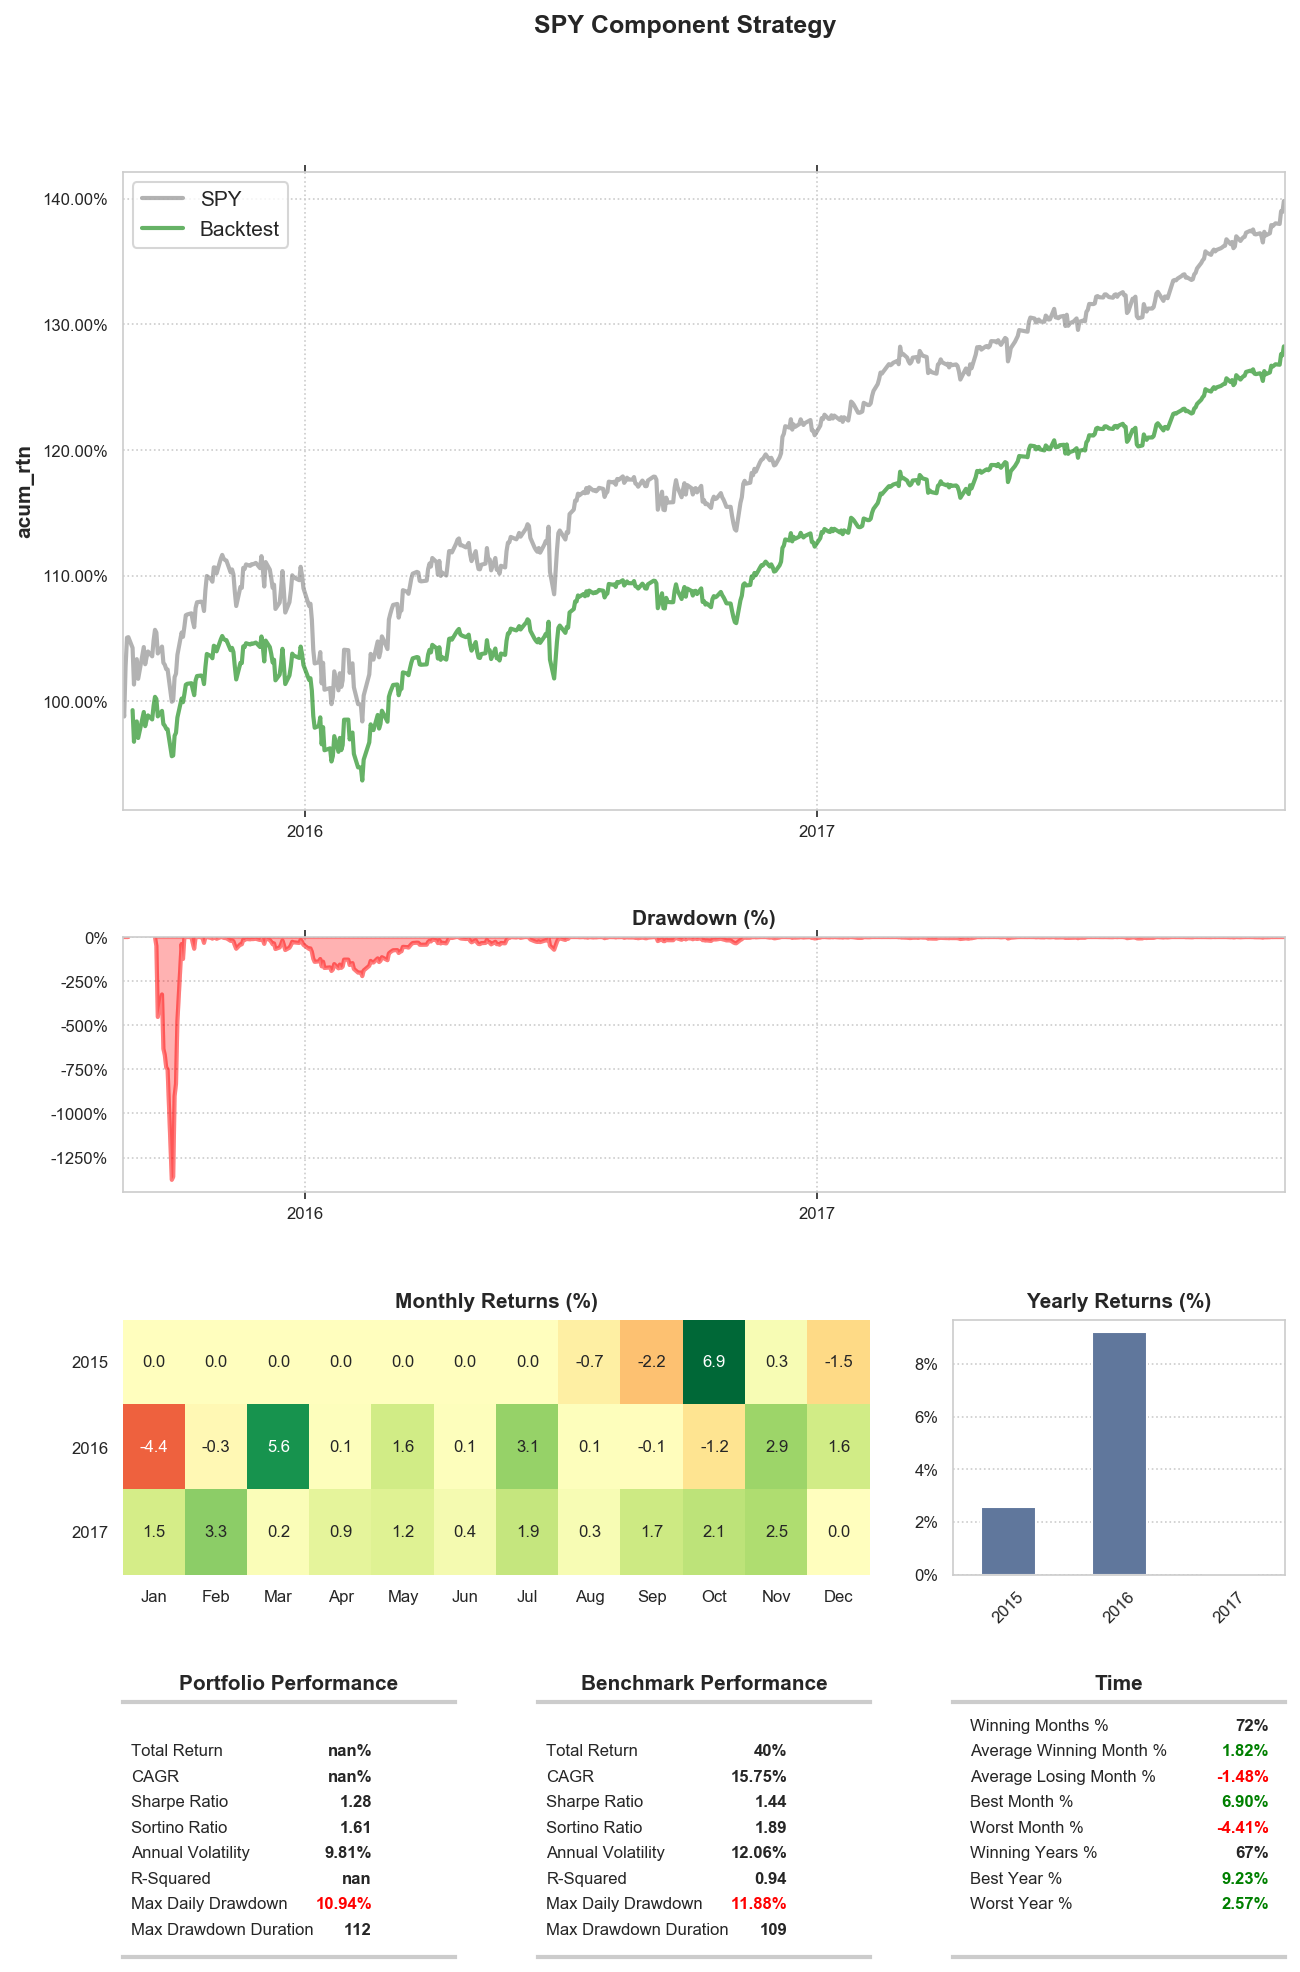 SPY Component Strategy
SPY
Backtest
acum_rtn
140.00%
130.00%
120.00%
110.00%
100.00%
2016 2017
Drawdown (%)
0%
-250%
-500%
-750%
-1000%
-1250%
2016 2017
Monthly Returns (%)
2015 0.0 0.0 0.0 0.0 0.0 0.0 0.0 -0.7 -2.2 6.9 0.3 -1.5
2016 -4.4 -0.3 5.6 0.1 1.6 0.1 3.1 0.1 -0.1 -1.2 2.9 1.6
2017 1.5 3.3 0.2 0.9 1.2 0.4 1.9 0.3 1.7 2.1 2.5 0.0
Jan Feb Mar Apr May Jun Jul Aug Sep Oct Nov Dec
Yearly Returns (%)
8%
6%
4%
2%
0%
2015 2016 2017
Portfolio Performance
Total Return nan%
CAGR nan%
Sharpe Ratio 1.28
Sortino Ratio 1.61
Annual Volatility 9.81%
R-Squared nan
Max Daily Drawdown 10.94%
Max Drawdown Duration 112
Benchmark Performance
Total Return 40%
CAGR 15.75%
Sharpe Ratio 1.44
Sortino Ratio 1.89
Annual Volatility 12.06%
R-Squared 0.94
Max Daily Drawdown 11.88%
Max Drawdown Duration 109
Time
Winning Months % 72%
Average Winning Month % 1.82%
Average Losing Month % -1.48%
Best Month % 6.90%
Worst Month % -4.41%
Winning Years % 67%
Best Year % 9.23%
Worst Year % 2.57%